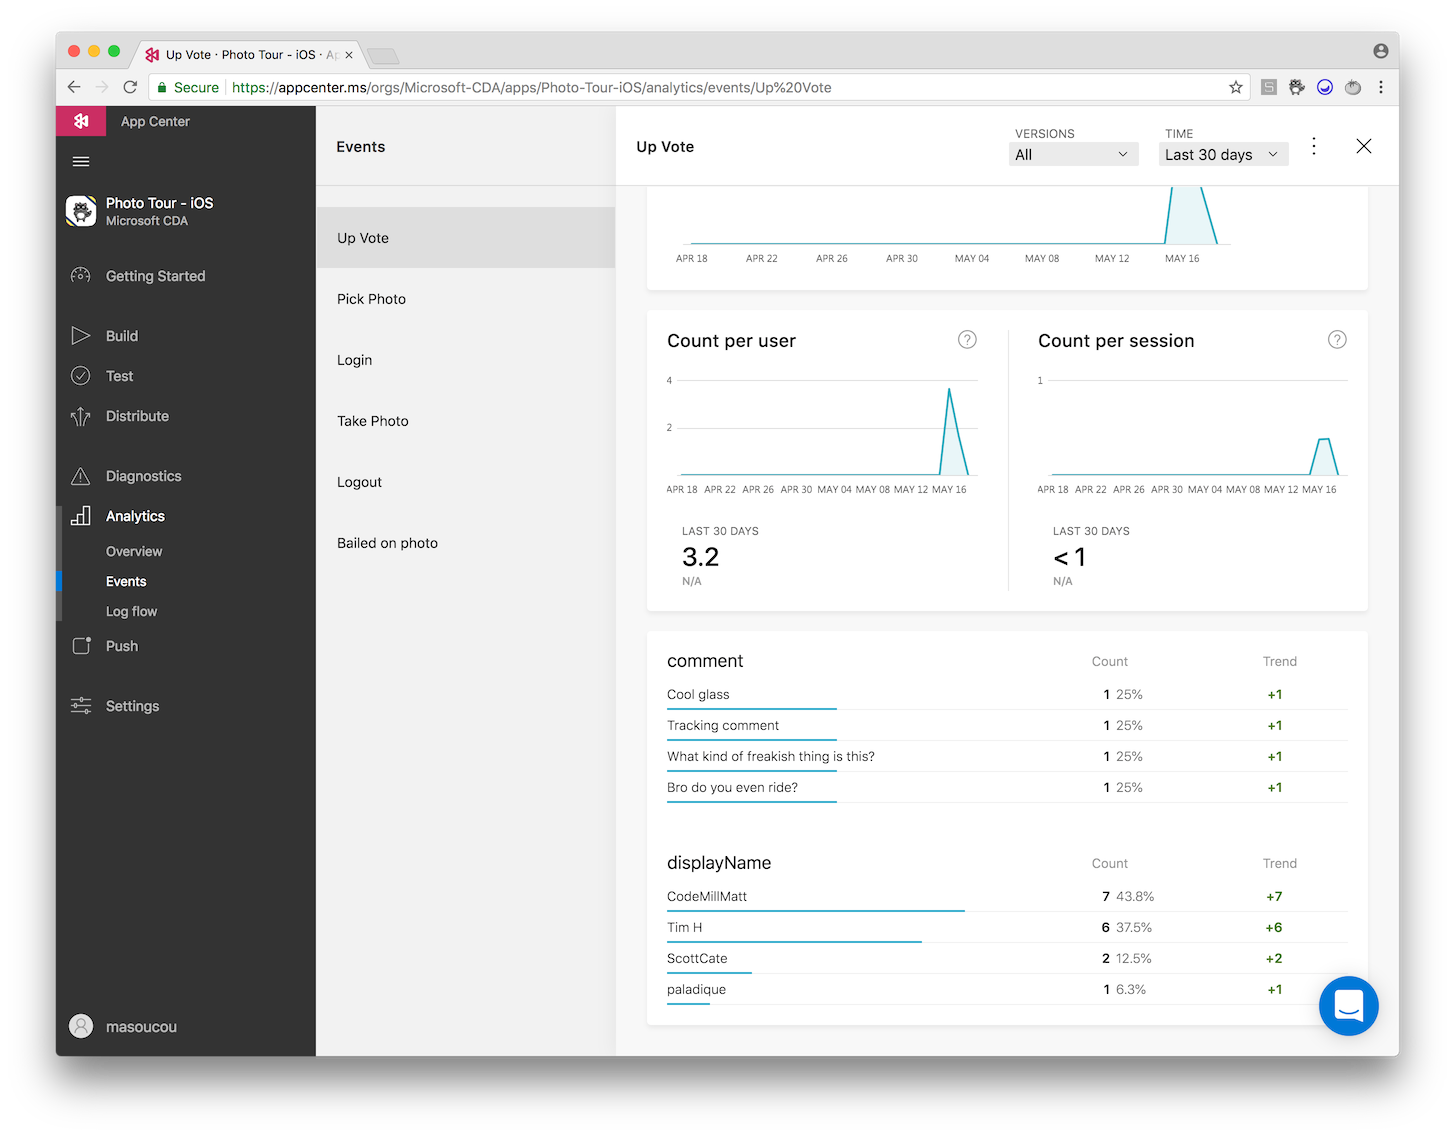 Up Vote · Photo Tour - iOS · Ap
Secure
https://appcenter.ms/orgs/Microsoft-CDA/apps/Photo-Tour-iOS/analytics/events/Up%20Vote
App Center
Photo Tour - iOS
Microsoft CDA
Getting Started
Build
Test
Distribute
Diagnostics
Analytics
Overview
Events
Log flow
Push
Settings
masoucou
Events
Up Vote
Pick Photo
Login
Take Photo
Logout
Bailed on photo
Up Vote
VERSIONS
All
TIME
Last 30 days
APR 18 APR 22 APR 26 APR 30 MAY 04 MAY 08 MAY 12 MAY 16
Count per user ?
4
2
APR 18 APR 22 APR 26 APR 30 MAY 04 MAY 08 MAY 12 MAY 16
LAST 30 DAYS
3.2
N/A
Count per session ?
1
APR 18 APR 22 APR 26 APR 30 MAY 04 MAY 08 MAY 12 MAY 16
LAST 30 DAYS
< 1
N/A
comment Count Trend
Cool glass 1 25% +1
Tracking comment 1 25% +1
What kind of freakish thing is this? 1 25% +1
Bro do you even ride? 1 25% +1
displayName Count Trend
CodeMillMatt 7 43.8% +7
Tim H 6 37.5% +6
ScottCate 2 12.5% +2
paladique 1 6.3% +1